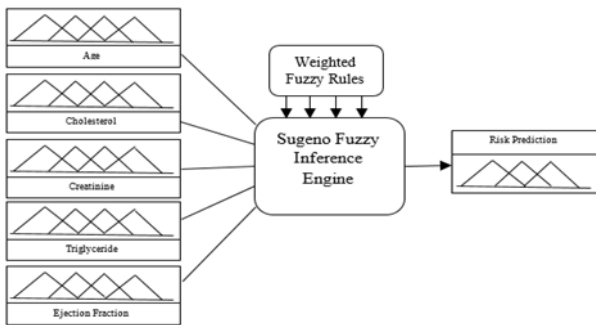 Age
Cholesterol
Creatinine
Triglyceride
Ejection Fraction
Weighted
Fuzzy Rules
Sugeno Fuzzy
Inference
Engine
Risk Prediction